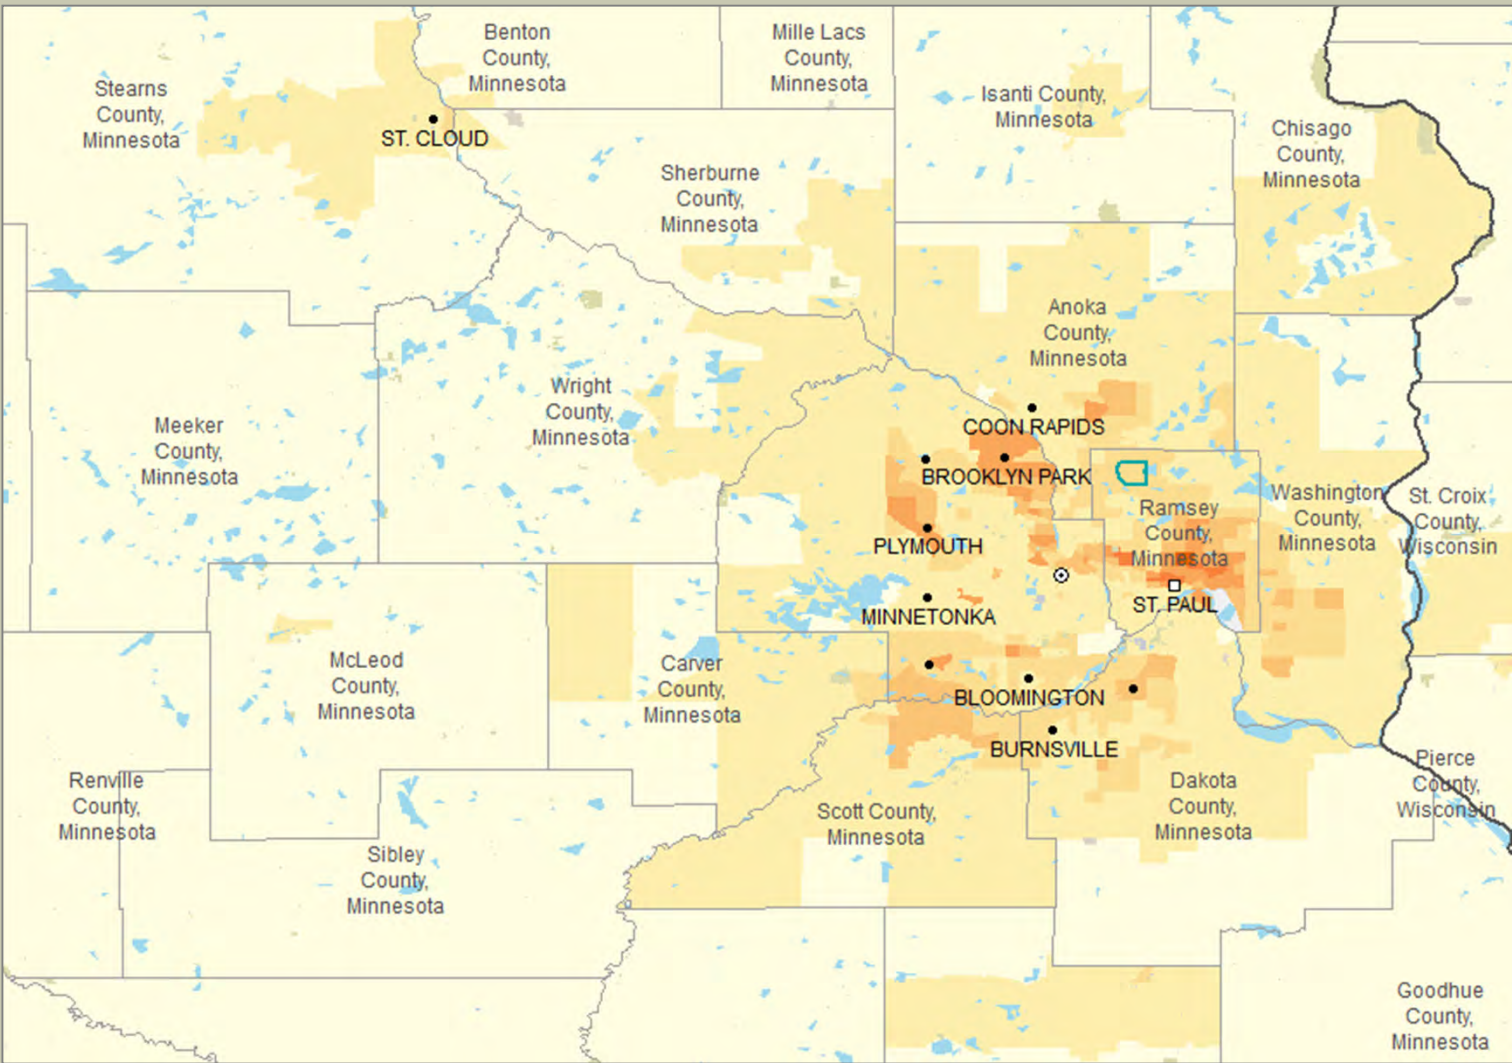 Benton
County,
Minnesota
Mille Lacs
County,
Minnesota
Stearns
County,
Minnesota
Isanti County,
Minnesota
Chisago
County,
Minnesota
ST. CLOUD
Sherburne
County,
Minnesota
Anoka
County,
Minnesota
Wright
County,
Minnesota
Meeker
County,
Minnesota
COON RAPIDS
BROOKLYN PARK
Ramsey
County,
Minnesota
Washington
County,
Minnesota
St. Croix
County,
Wisconsin
PLYMOUTH
MINNETONKA
ST. PAUL
McLeod
County,
Minnesota
Carver
County,
Minnesota
BLOOMINGTON
BURNSVILLE
Renville
County,
Minnesota
Scott County,
Minnesota
Dakota
County,
Minnesota
Pierce
County,
Wisconsin
Sibley
County,
Minnesota
Goodhue
County,
Minnesota